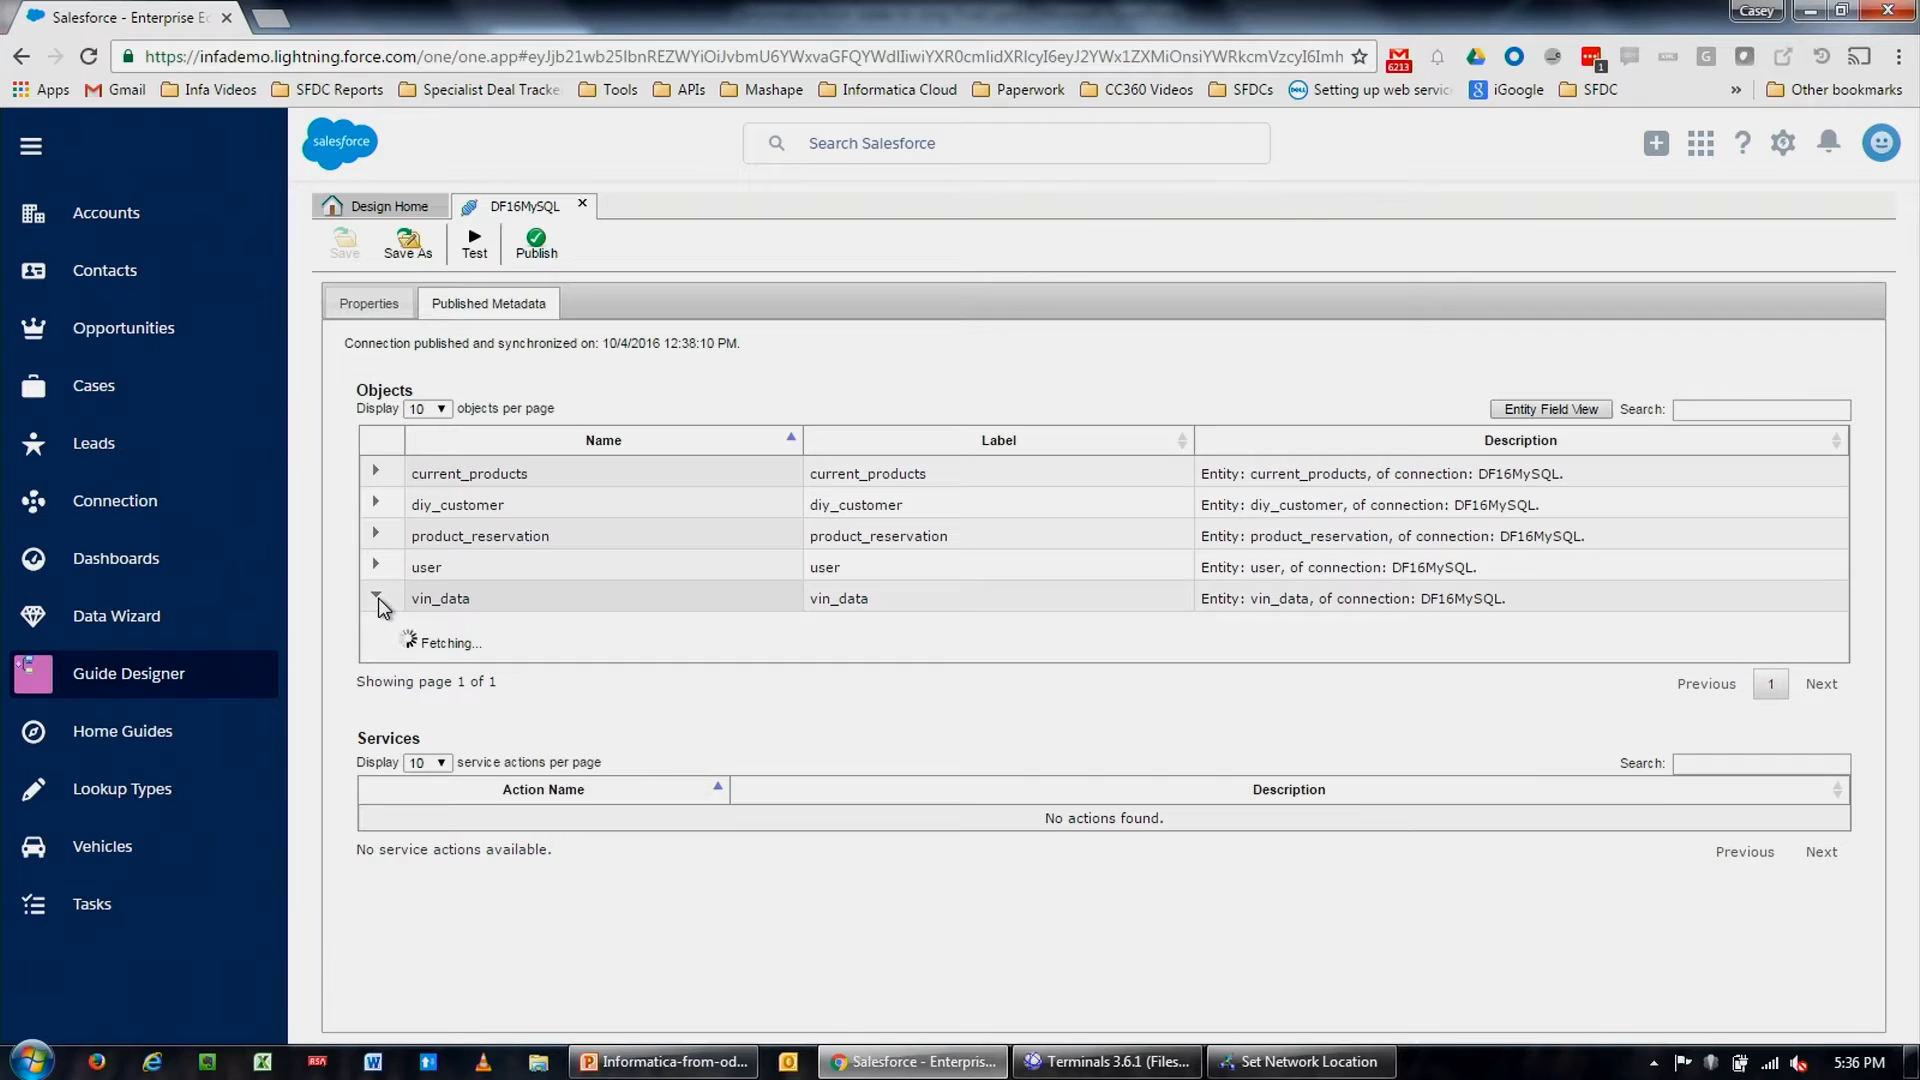 Salesforce - Enterprise Ec
Casey
https://infademo.lightning.force.com/one/one.app#
6213
1
Apps
Gmail
Infa Videos
SFDC Reports
Specialist Deal Tracke
Tools
APIs
Mashape
Informatica Cloud
Paperwork
CC360 Videos
SFDCs
Setting up web servic
iGoogle
SFDC
»
Other bookmarks
salesforce
Search Salesforce
Accounts
Contacts
Opportunities
Cases
Leads
Connection
Dashboards
Data Wizard
Guide Designer
Home Guides
Lookup Types
Vehicles
Tasks
Design Home
DF16MySQL
Save
Save As
Test
Publish
Properties
Published Metadata
Connection published and synchronized on: 10/4/2016 12:38:10 PM.
Objects
Display 10 objects per page
Entity Field View
Search:
Name
Label
Description
current_products
current_products
Entity: current_products, of connection: DF16MySQL.
diy_customer
diy_customer
Entity: diy_customer, of connection: DF16MySQL.
product_reservation
product_reservation
Entity: product_reservation, of connection: DF16MySQL.
user
user
Entity: user, of connection: DF16MySQL.
vin_data
vin_data
Entity: vin_data, of connection: DF16MySQL.
Fetching...
Showing page 1 of 1
Previous
1
Next
Services
Display 10 service actions per page
Search:
Action Name
Description
No actions found.
No service actions available.
Previous
Next
RSA
Informatica-from-od...
Salesforce - Enterpris...
Terminals 3.6.1 (Files...
Set Network Location
5:36 PM